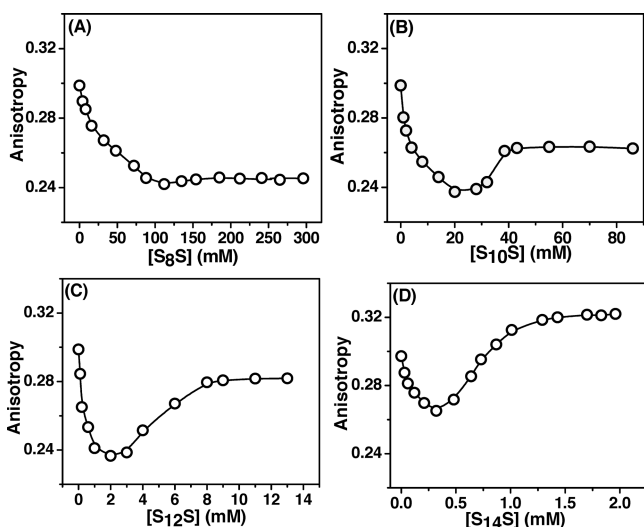 (A)
0.32
0.28
0.24
Anisotropy
0 50 100 150 200 250 300
[S8S] (mM)
(B)
0.32
0.28
0.24
Anisotropy
0 20 40 60 80
[S10S] (mM)
(C)
0.32
0.28
0.24
Anisotropy
0 2 4 6 8 10 12 14
[S12S] (mM)
(D)
0.32
0.28
0.24
Anisotropy
0.0 0.5 1.0 1.5 2.0
[S14S] (mM)